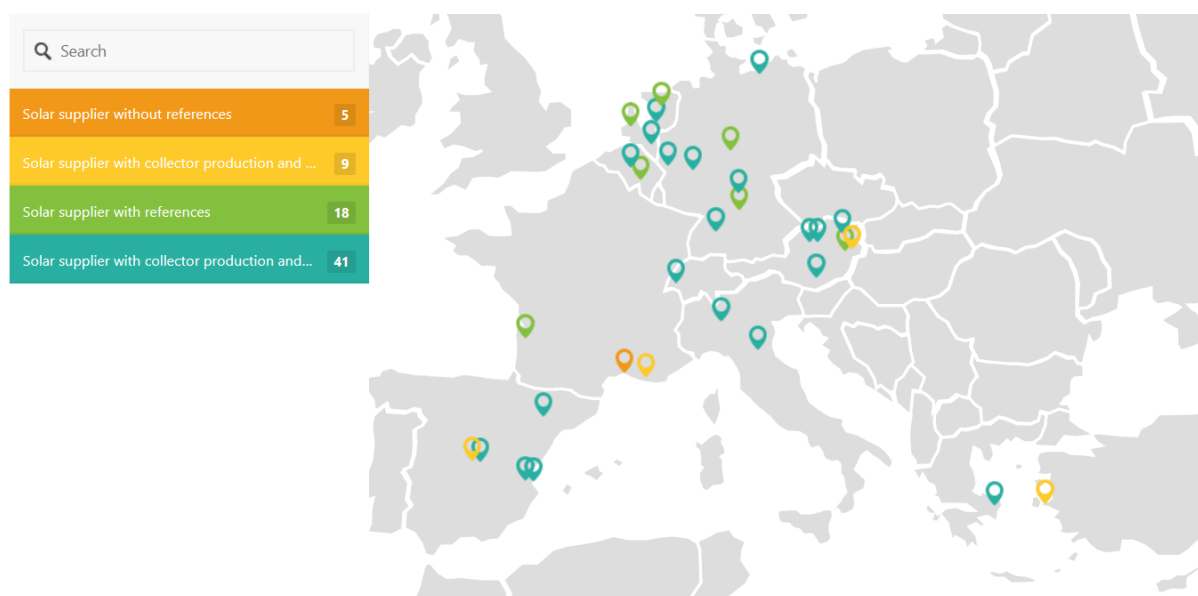 Search
Solar supplier without references 5
Solar supplier with collector production and ... 9
Solar supplier with references 18
Solar supplier with collector production and... 41